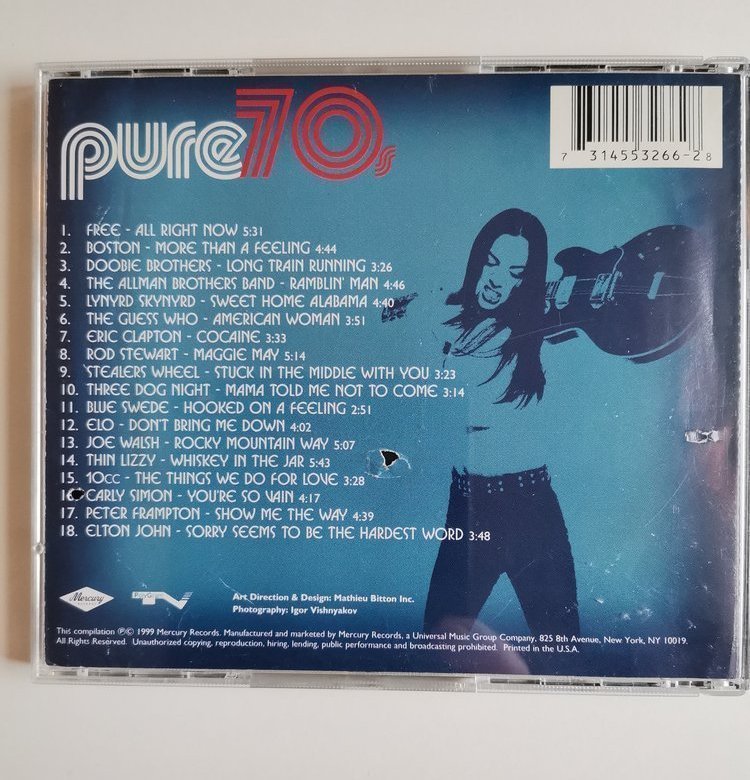 pure70s
7 314553266-2 8
1. FREE - ALL RIGHT NOW 5:31
2. BOSTON - MORE THAN A FEELING 4:44
3. DOOBIE BROTHERS - LONG TRAIN RUNNING 3:26
4. THE ALLMAN BROTHERS BAND - RAMBLIN' MAN 4:46
5. LYNYRD SKYNYRD - SWEET HOME ALABAMA 4:40
6. THE GUESS WHO - AMERICAN WOMAN 3:51
7. ERIC CLAPTON - COCAINE 3:33
8. ROD STEWART - MAGGIE MAY 5:14
9. STEALERS WHEEL - STUCK IN THE MIDDLE WITH YOU 3:23
10. THREE DOG NIGHT - MAMA TOLD ME NOT TO COME 3:14
11. BLUE SWEDE - HOOKED ON A FEELING 2:51
12. ELO - DON'T BRING ME DOWN 4:02
13. JOE WALSH - ROCKY MOUNTAIN WAY 5:07
14. THIN LIZZY - WHISKEY IN THE JAR 5:43
15. 10cc - THE THINGS WE DO FOR LOVE 3:28
16. CARLY SIMON - YOU'RE SO VAIN 4:17
17. PETER FRAMPTON - SHOW ME THE WAY 4:39
18. ELTON JOHN - SORRY SEEMS TO BE THE HARDEST WORD 3:48
Mercury
TV
Art Direction & Design: Mathieu Bitton Inc.
Photography: Igor Vishnyakov
This compilation ℗© 1999 Mercury Records. Manufactured and marketed by Mercury Records, a Universal Music Group Company, 825 8th Avenue, New York, NY 10019.
All Rights Reserved. Unauthorized copying, reproduction, hiring, lending, public performance and broadcasting prohibited. Printed in the U.S.A.